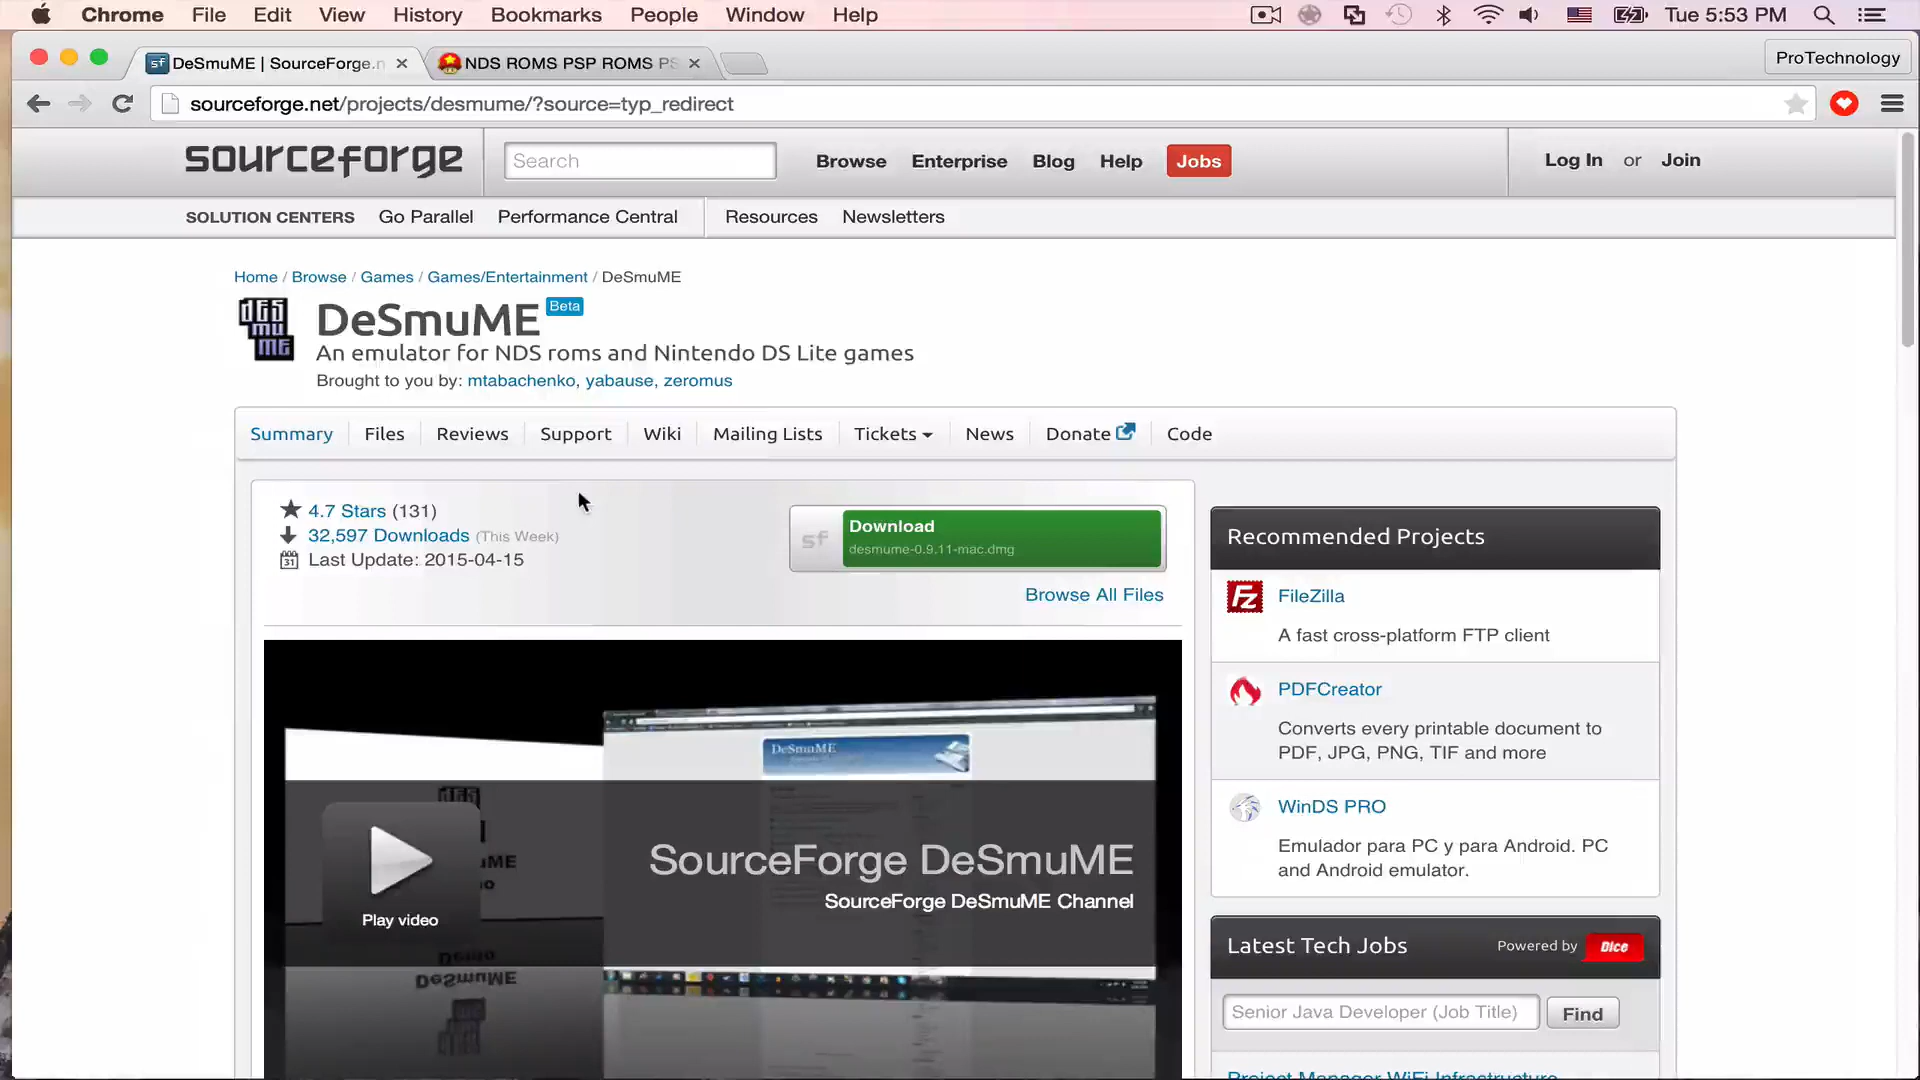 Chrome File Edit View History Bookmarks People Window Help Tue 5:53 PM
DeSmuME | SourceForge.n NDS ROMS PSP ROMS PS ProTechnology
sourceforge.net/projects/desmume/?source=typ_redirect
sourceforge Search Browse Enterprise Blog Help Jobs Log In or Join
SOLUTION CENTERS Go Parallel Performance Central Resources Newsletters
Home / Browse / Games / Games/Entertainment / DeSmuME
DeSmuME Beta
An emulator for NDS roms and Nintendo DS Lite games
Brought to you by: mtabachenko, yabause, zeromus
Summary Files Reviews Support Wiki Mailing Lists Tickets News Donate Code
4.7 Stars (131)
32,597 Downloads (This Week)
Last Update: 2015-04-15
sf Download
desmume-0.9.11-mac.dmg
Browse All Files
DeSmuME
SourceForge DeSmuME
SourceForge DeSmuME Channel
Play video
Recommended Projects
FileZilla
A fast cross-platform FTP client
PDFCreator
Converts every printable document to
PDF, JPG, PNG, TIF and more
WinDS PRO
Emulador para PC y para Android. PC
and Android emulator.
Latest Tech Jobs Powered by Dice
Senior Java Developer (Job Title) Find
Project Manager WiFi Infrastructure